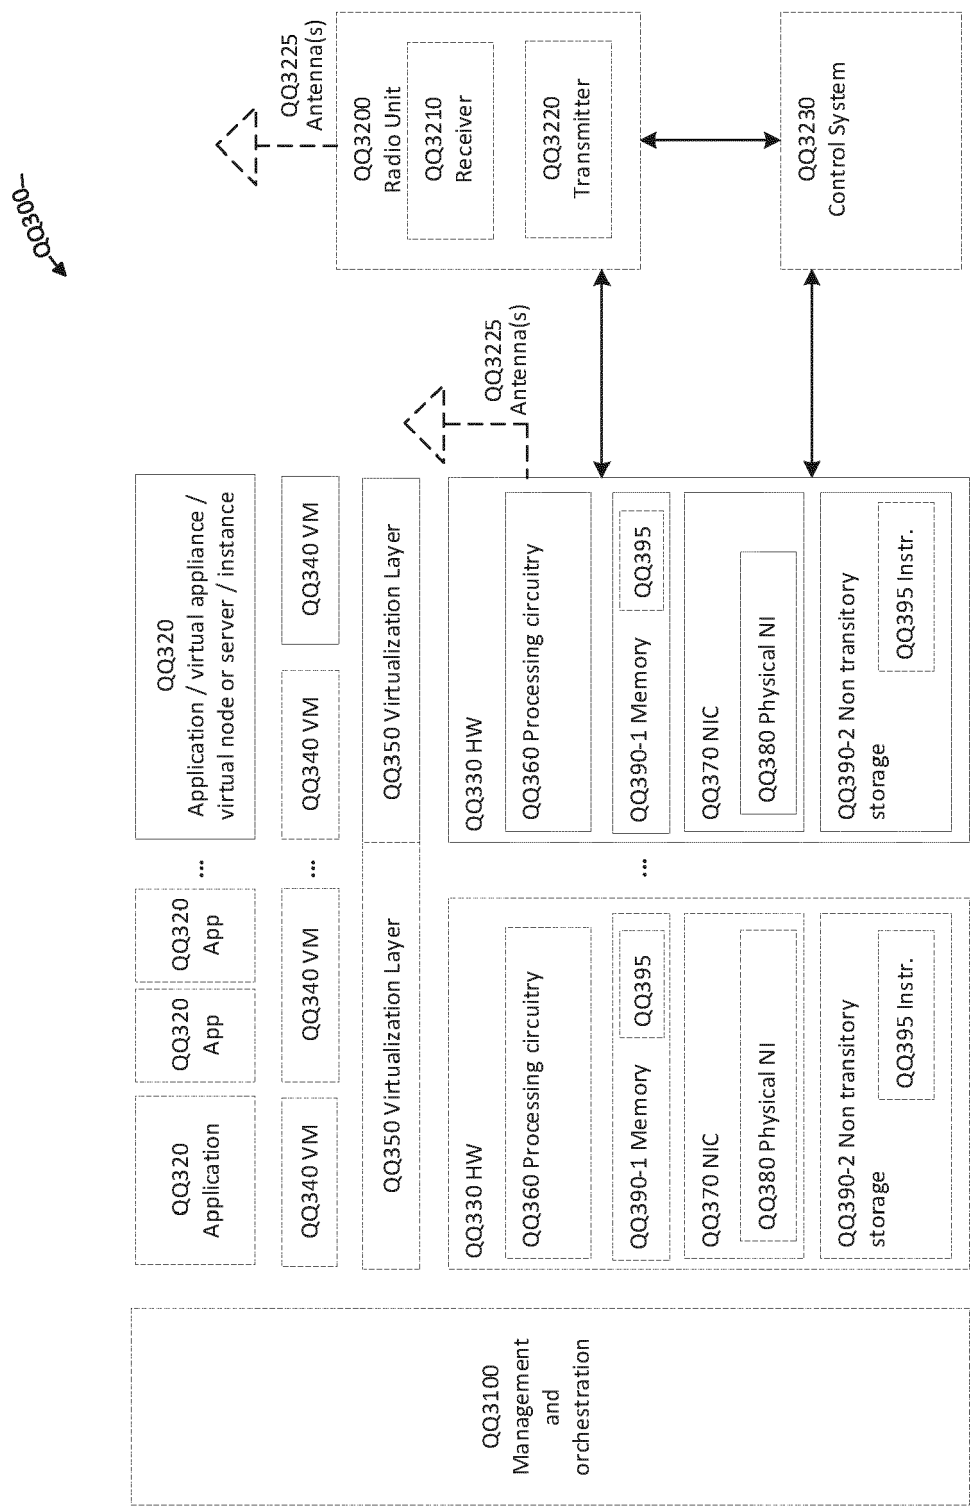 QQ300
QQ320
Application
QQ320
App
QQ320
App
...
QQ320
Application / virtual appliance /
virtual node or server / instance
QQ340 VM
QQ340 VM
...
QQ340 VM
QQ340 VM
QQ350 Virtualization Layer
QQ350 Virtualization Layer
QQ3100
Management
and
orchestration
QQ330 HW
QQ360 Processing circuitry
QQ390-1 Memory
QQ395
QQ370 NIC
QQ380 Physical NI
QQ390-2 Non transitory
storage
QQ395 Instr.
...
QQ330 HW
QQ360 Processing circuitry
QQ390-1 Memory
QQ395
QQ370 NIC
QQ380 Physical NI
QQ390-2 Non transitory
storage
QQ395 Instr.
QQ3225
Antenna(s)
QQ3225
Antenna(s)
QQ3200
Radio Unit
QQ3210
Receiver
QQ3220
Transmitter
QQ3230
Control System